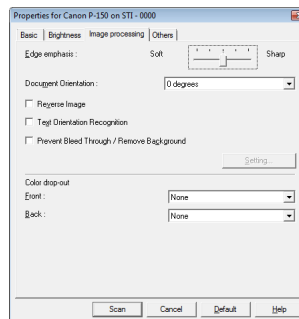 Properties for Canon P-150 on STI - 0000
Basic Brightness Image processing Others
Edge emphasis : Soft Sharp
Document Orientation : 0 degrees
Reverse Image
Text Orientation Recognition
Prevent Bleed Through / Remove Background
Setting...
Color drop-out
Front : None
Back : None
Scan Cancel Default Help